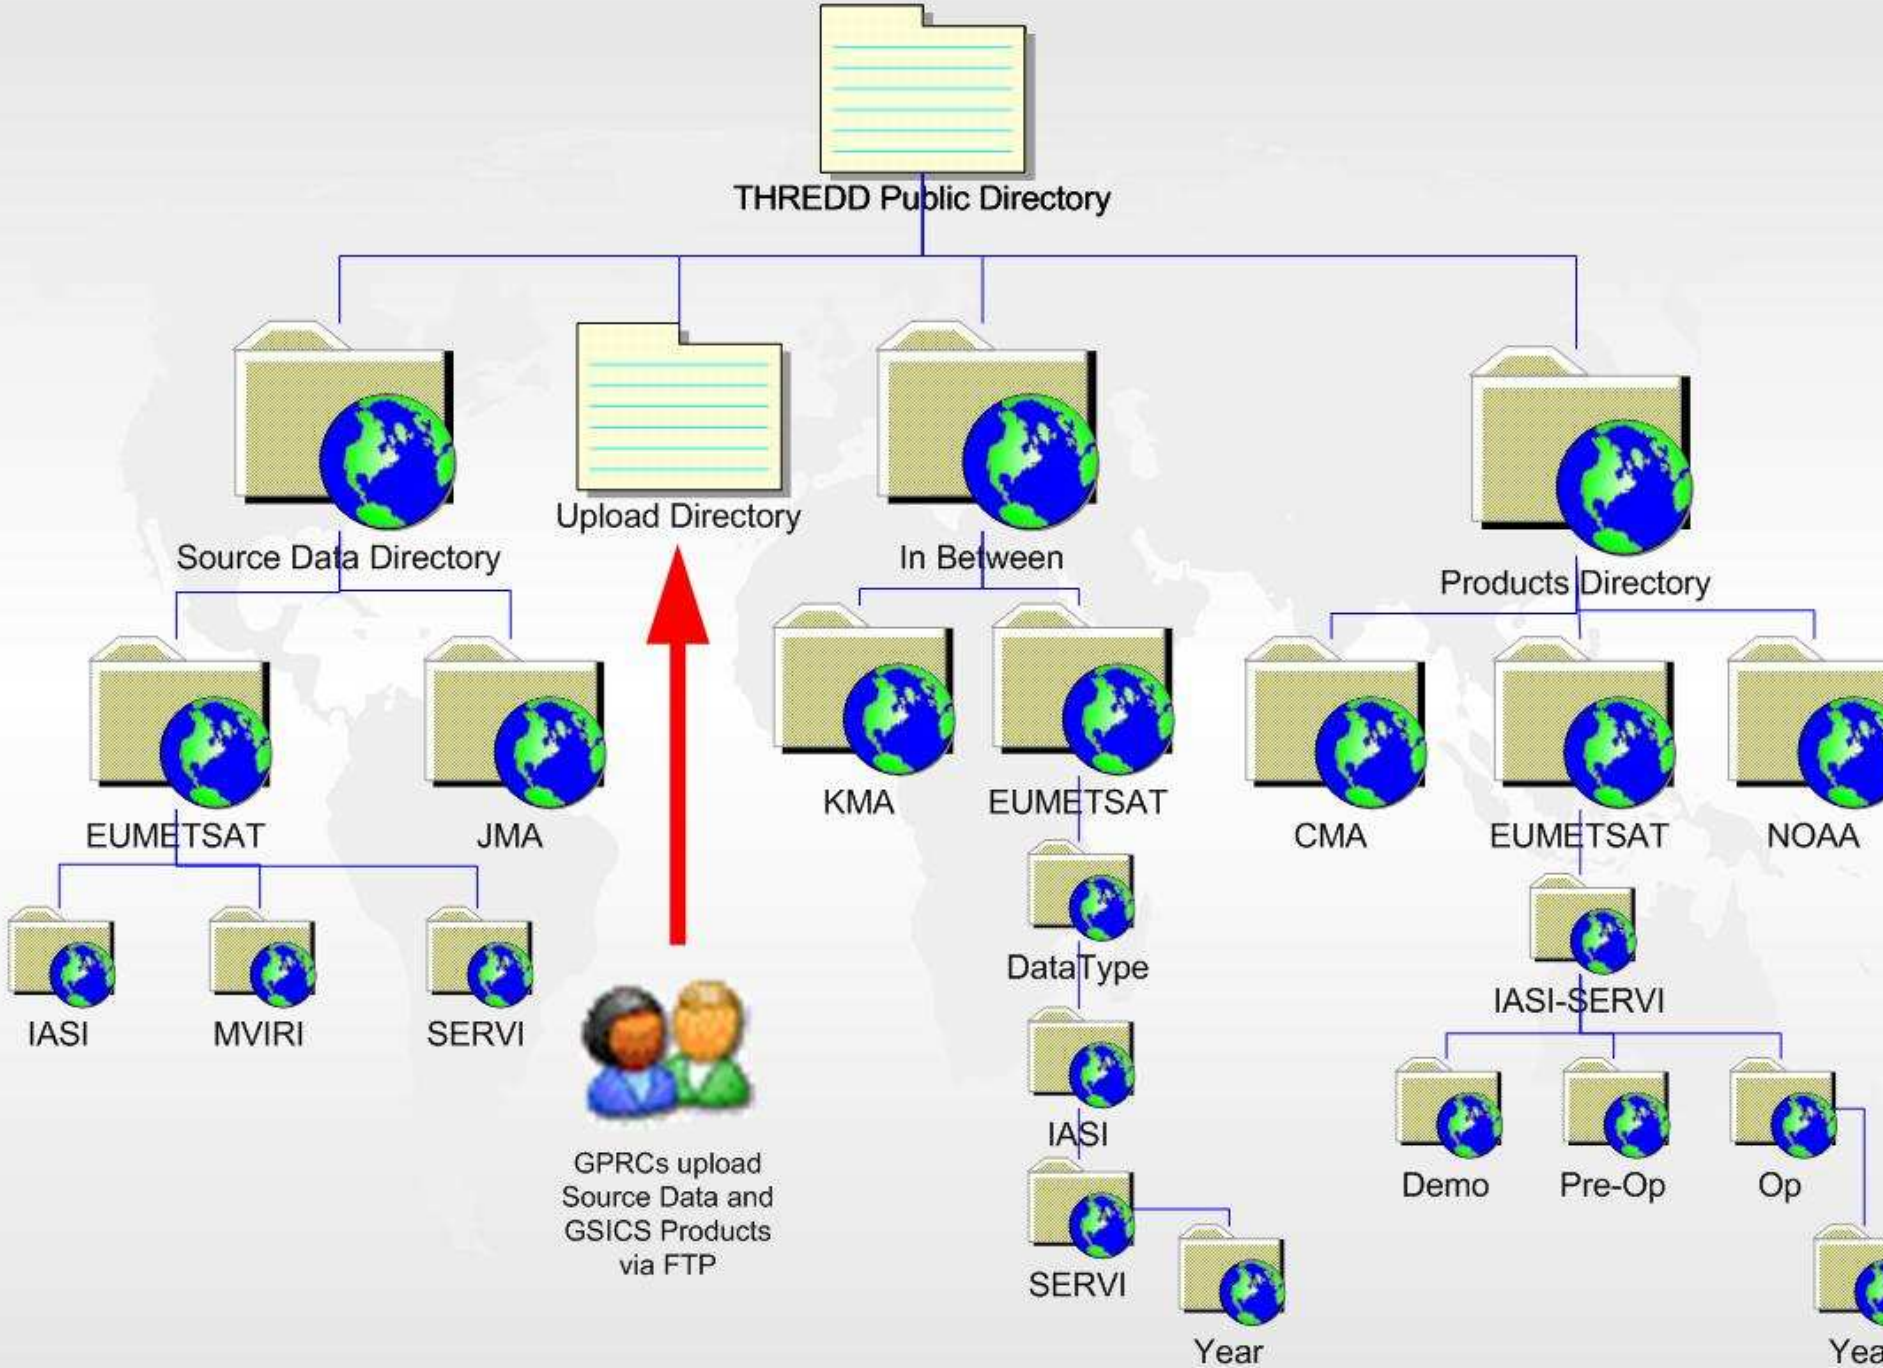 THREDD Public Directory
Source Data Directory
Upload Directory
In Between
Products Directory
EUMETSAT
JMA
KMA
EUMETSAT
CMA
EUMETSAT
NOAA
IASI
MVIRI
SERVI
DataType
IASI
SERVI
Year
IASI-SERVI
Demo
Pre-Op
Op
Yea
GPRCs upload
Source Data and
GSICS Products
via FTP